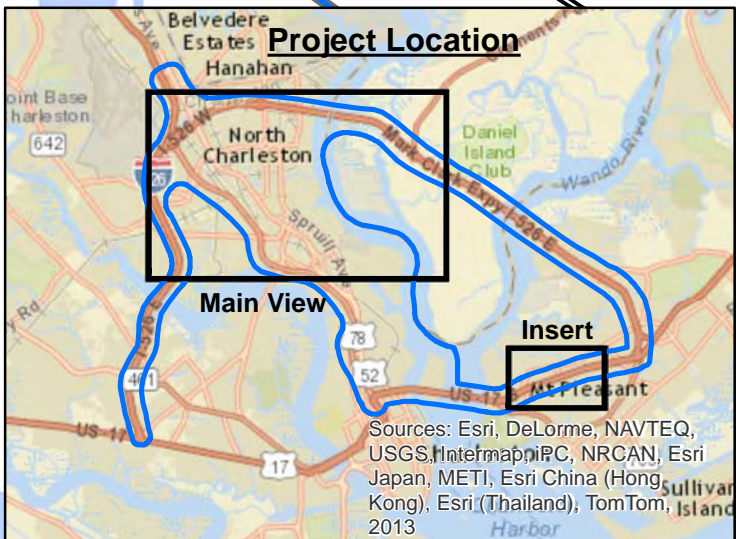 Belvedere
Estates
Project Location
Hanahan
oint Base
harleston
642
I-526 W
North
Charleston
Daniel
Island
Club
Wando River
Mark Clark Expy I-526 E
26
Spruill Ave
Main View
y Rd
I-526 E
78
Insert
52
461
US-17
Mt Pleasant
US-17
17
Sources: Esri, DeLorme, NAVTEQ,
USGS, Intermap, iPC, NRCAN, Esri
Japan, METI, Esri China (Hong
Kong), Esri (Thailand), TomTom,
2013
Sullivan
Island
Harbor